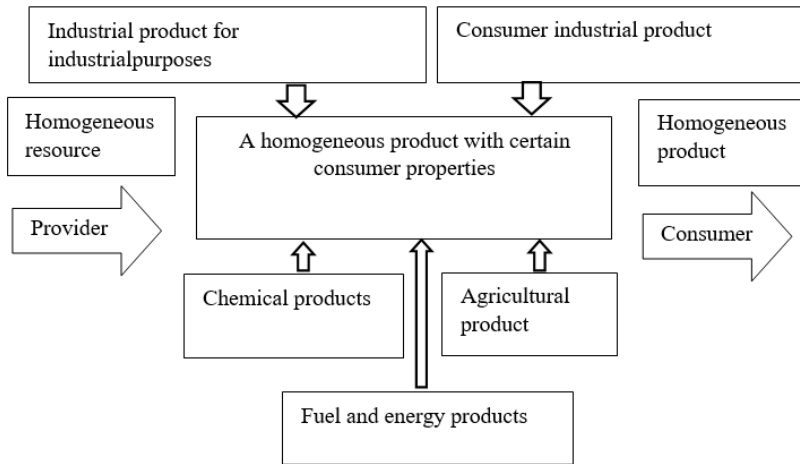 Industrial product for
industrialpurposes
Consumer industrial product
Homogeneous
resource
A homogeneous product with certain
consumer properties
Homogeneous
product
Provider
Consumer
Chemical products
Agricultural
product
Fuel and energy products